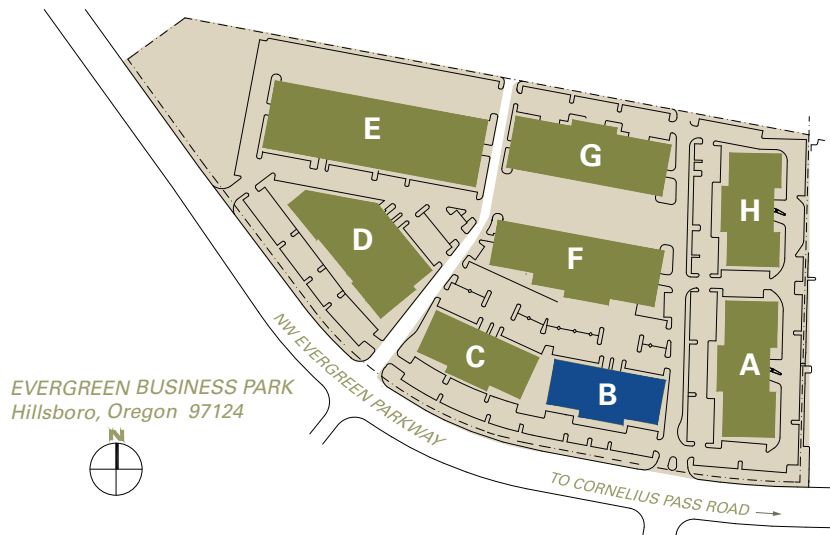 E
G
H
D
F
C
A
B
NW EVERGREEN PARKWAY
EVERGREEN BUSINESS PARK
Hillsboro, Oregon 97124
N
TO CORNELIUS PASS ROAD →